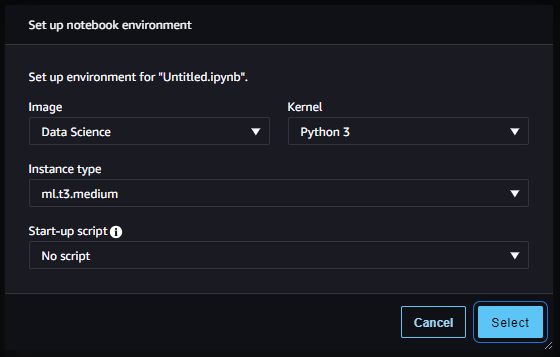 Set up notebook environment
Set up environment for "Untitled.ipynb".
Image
Kernel
Data Science
Python 3
Instance type
ml.t3.medium
Start-up script
No script
Cancel
Select